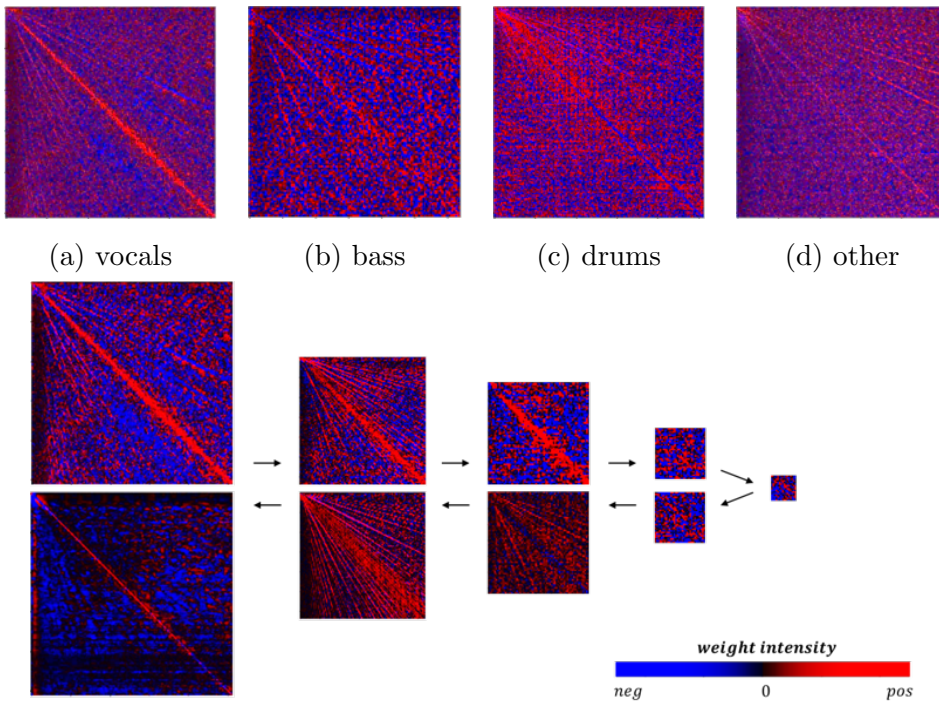 (a) vocals
(b) bass
(c) drums
(d) other
weight intensity
neg
0
pos